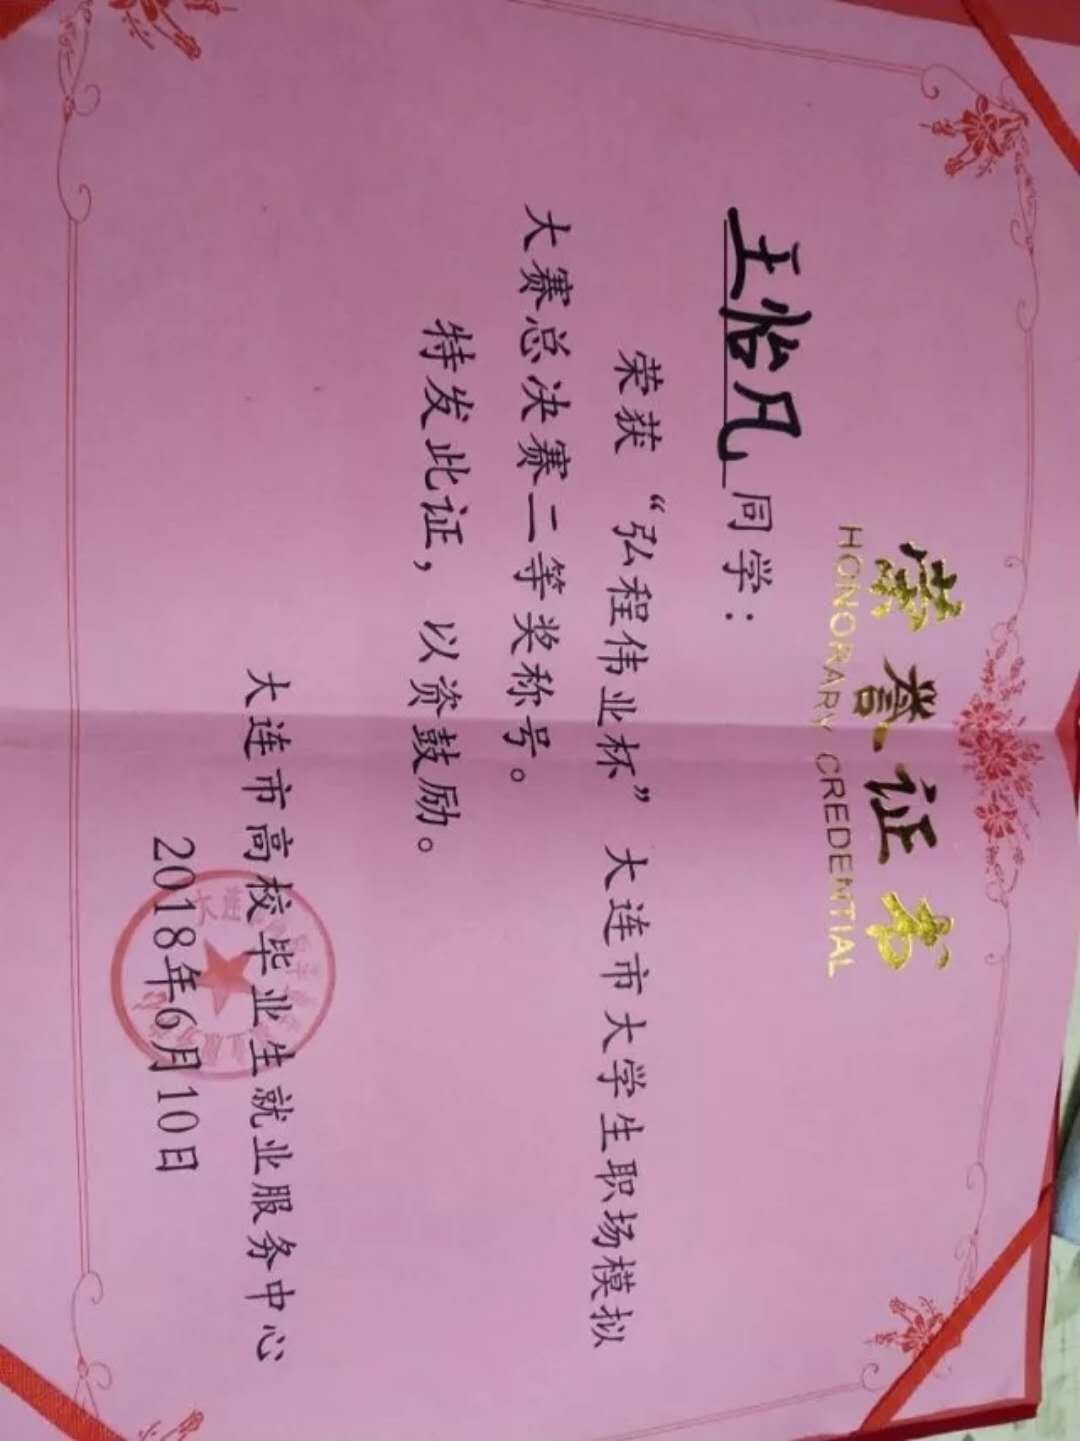 荣誉证书
HONORARY CREDENTIAL
王怡凡同学：
荣获“弘程伟业杯”大连市大学生职场模拟
大赛总决赛二等奖称号。
特发此证，以资鼓励。
大连市高校毕业生就业服务中心
2018年6月10日